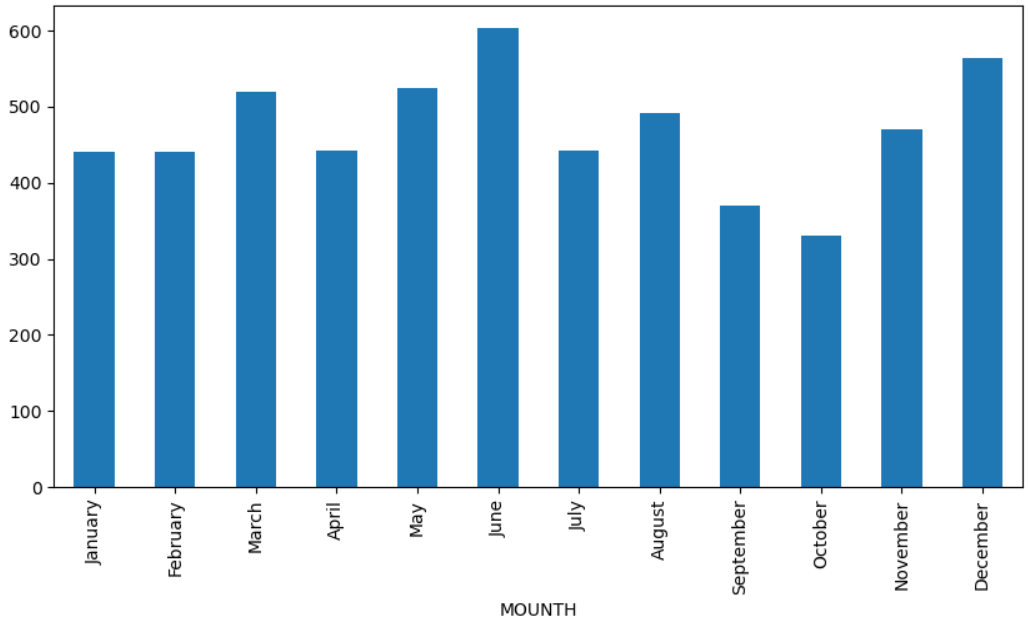 600
500
400
300
200
100
0
January
February
March
April
May
June
July
August
September
October
November
December
MOUNTH